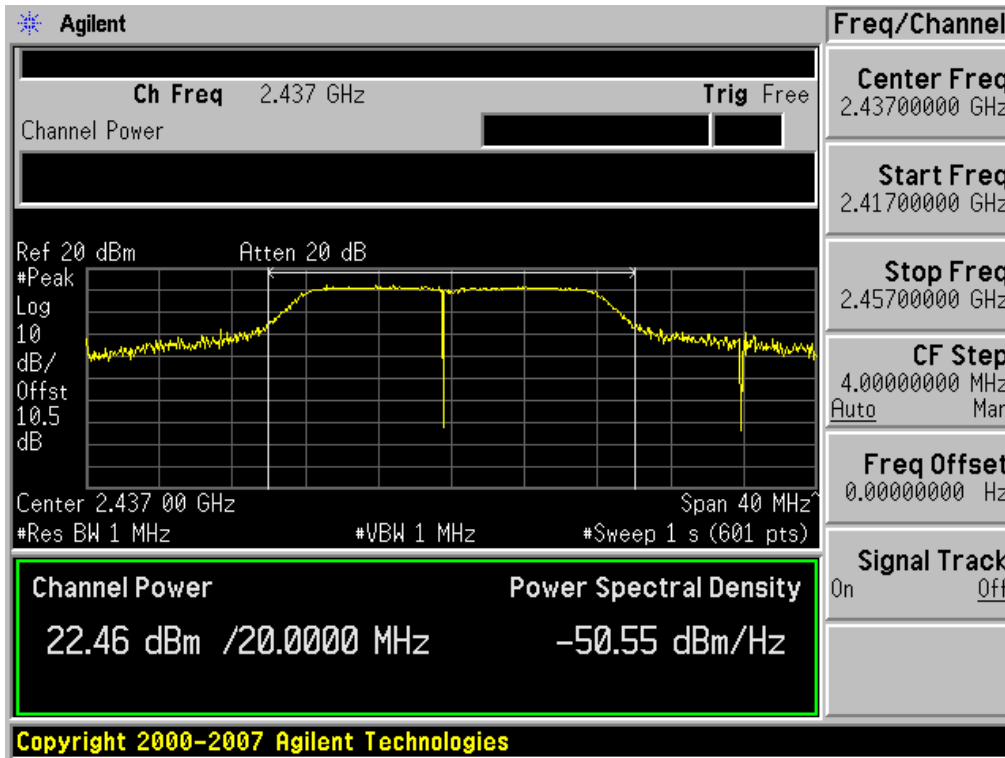 Agilent
Freq/Channel
Ch Freq 2.437 GHz Trig Free
Channel Power
Center Freq
2.43700000 GHz
Start Freq
2.41700000 GHz
Stop Freq
2.45700000 GHz
CF Step
4.00000000 MHz
Auto Man
Freq Offset
0.00000000 Hz
Signal Track
On Off
Ref 20 dBm Atten 20 dB
#Peak
Log
10
dB/
Offst
10.5
dB
Center 2.437 00 GHz Span 40 MHz^
#Res BW 1 MHz #VBW 1 MHz #Sweep 1 s (601 pts)
Channel Power Power Spectral Density
22.46 dBm /20.0000 MHz -50.55 dBm/Hz
Copyright 2000-2007 Agilent Technologies